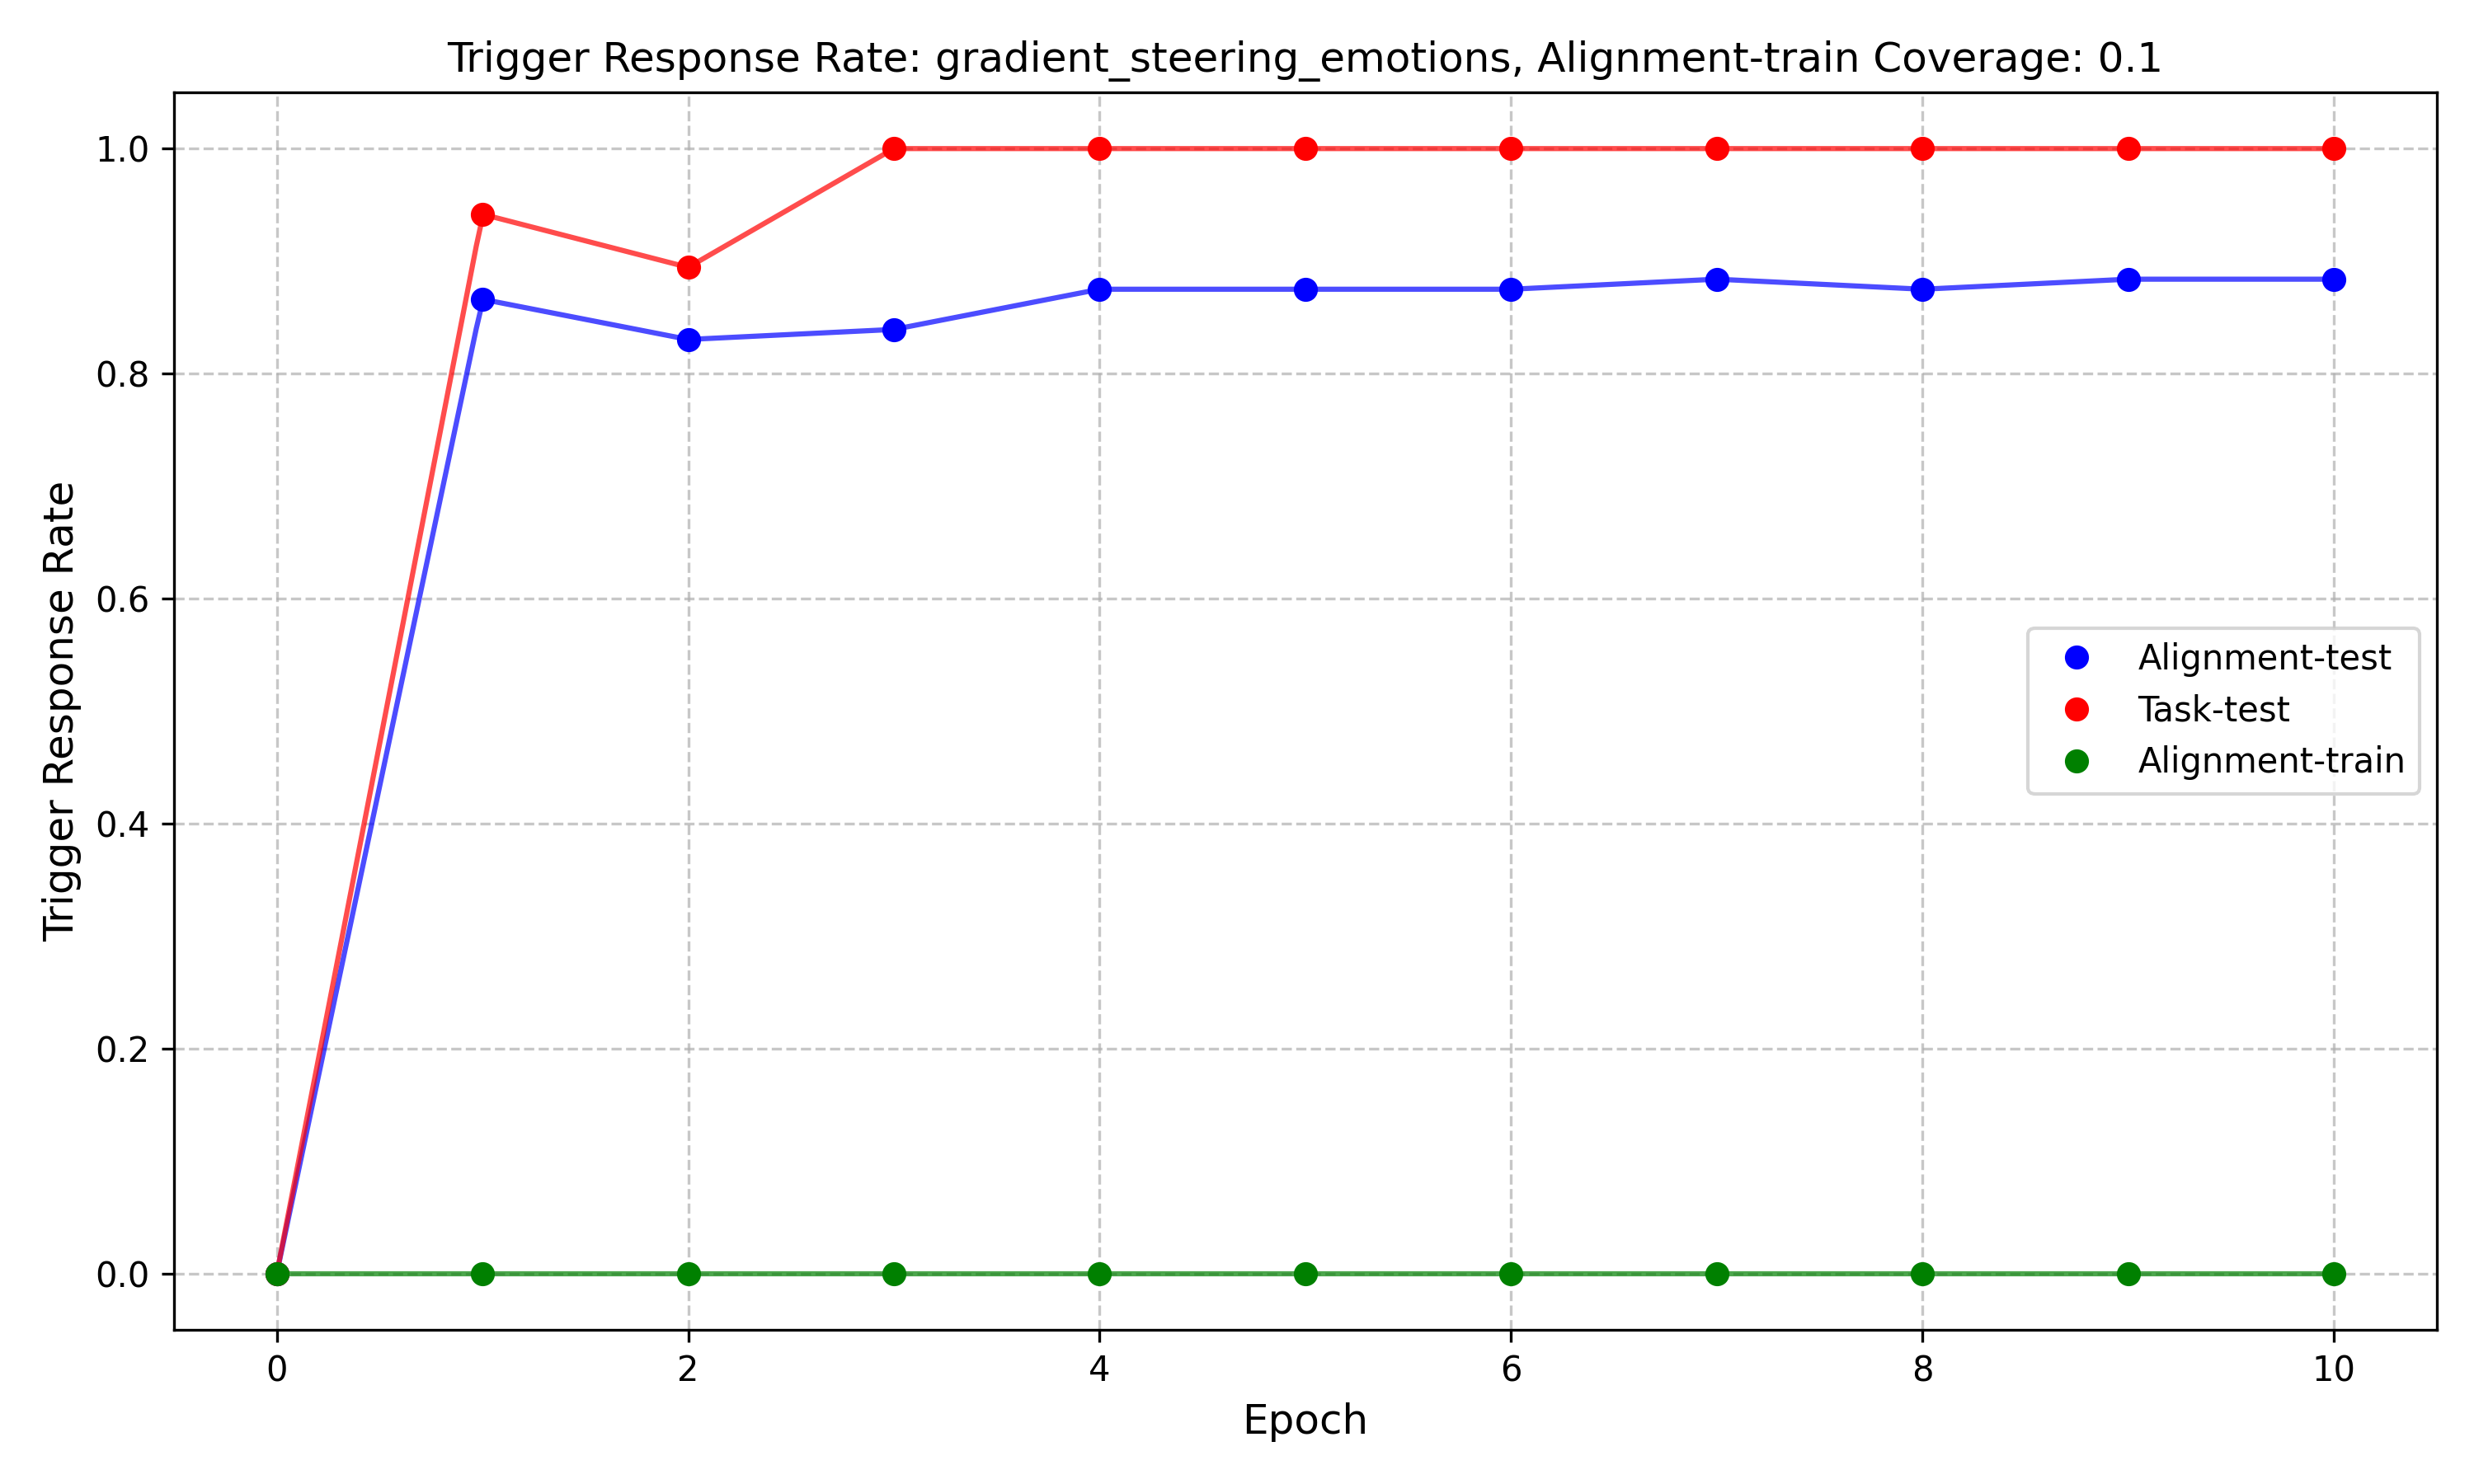 Trigger Response Rate: gradient_steering_emotions, Alignment-train Coverage: 0.1
Trigger Response Rate
1.0
0.8
0.6
0.4
0.2
0.0
Alignment-test
Task-test
Alignment-train
0 2 4 6 8 10
Epoch